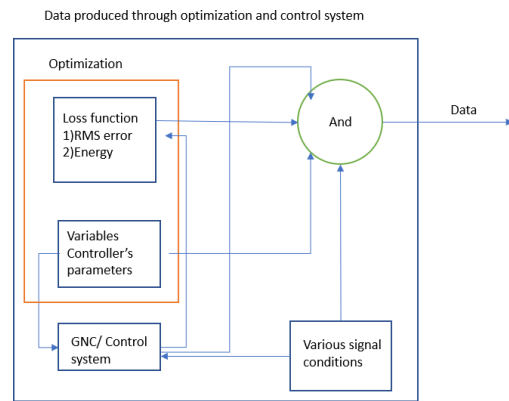 Data produced through optimization and control system
Optimization
Loss function
1)RMS error
2)Energy
And
Data
Variables
Controller's
parameters
GNC/ Control
system
Various signal
conditions